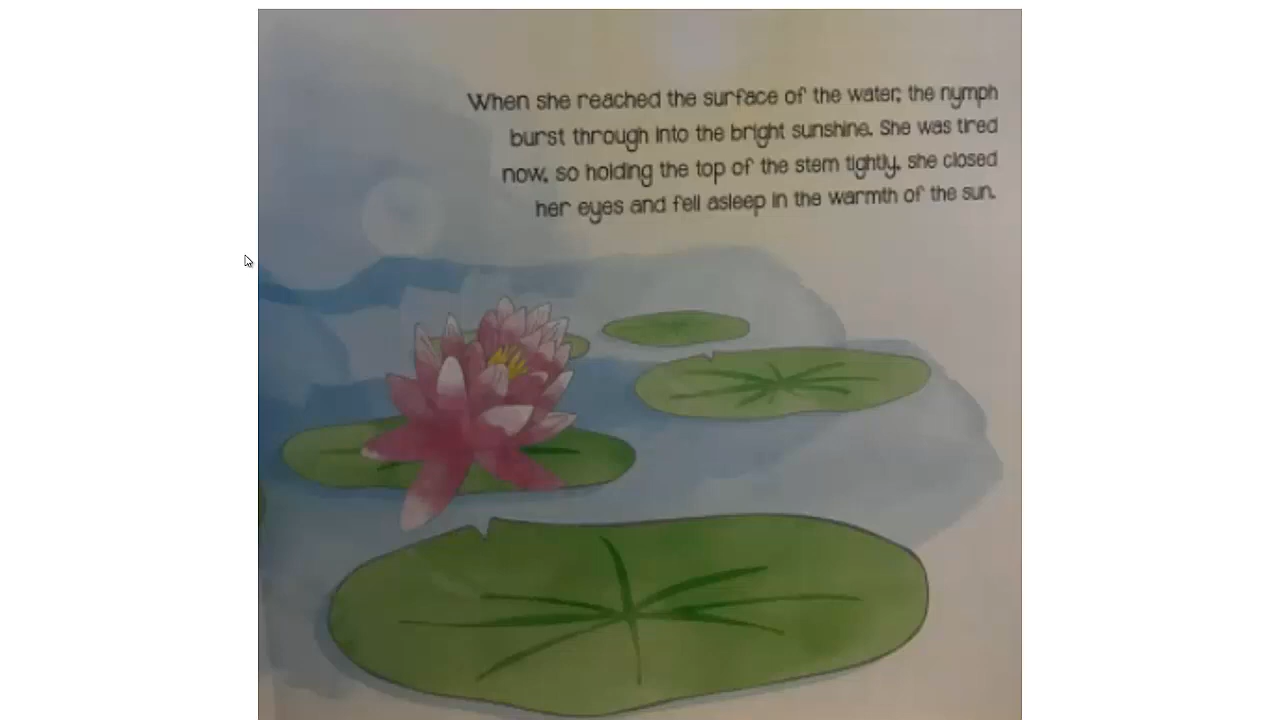 When she reached the surface of the water, the nymph
burst through into the bright sunshine. She was tired
now, so holding the top of the stem tightly, she closed
her eyes and fell asleep in the warmth of the sun.